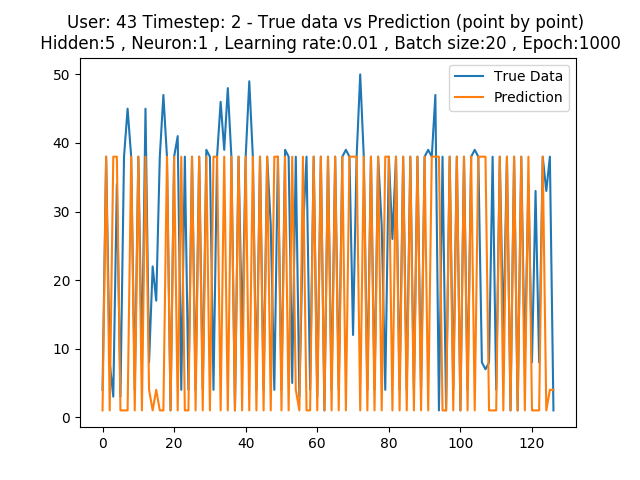 User: 43 Timestep: 2 - True data vs Prediction (point by point)
Hidden:5 , Neuron:1 , Learning rate:0.01 , Batch size:20 , Epoch:1000
True Data
Prediction
50
40
30
20
10
0
0 20 40 60 80 100 120